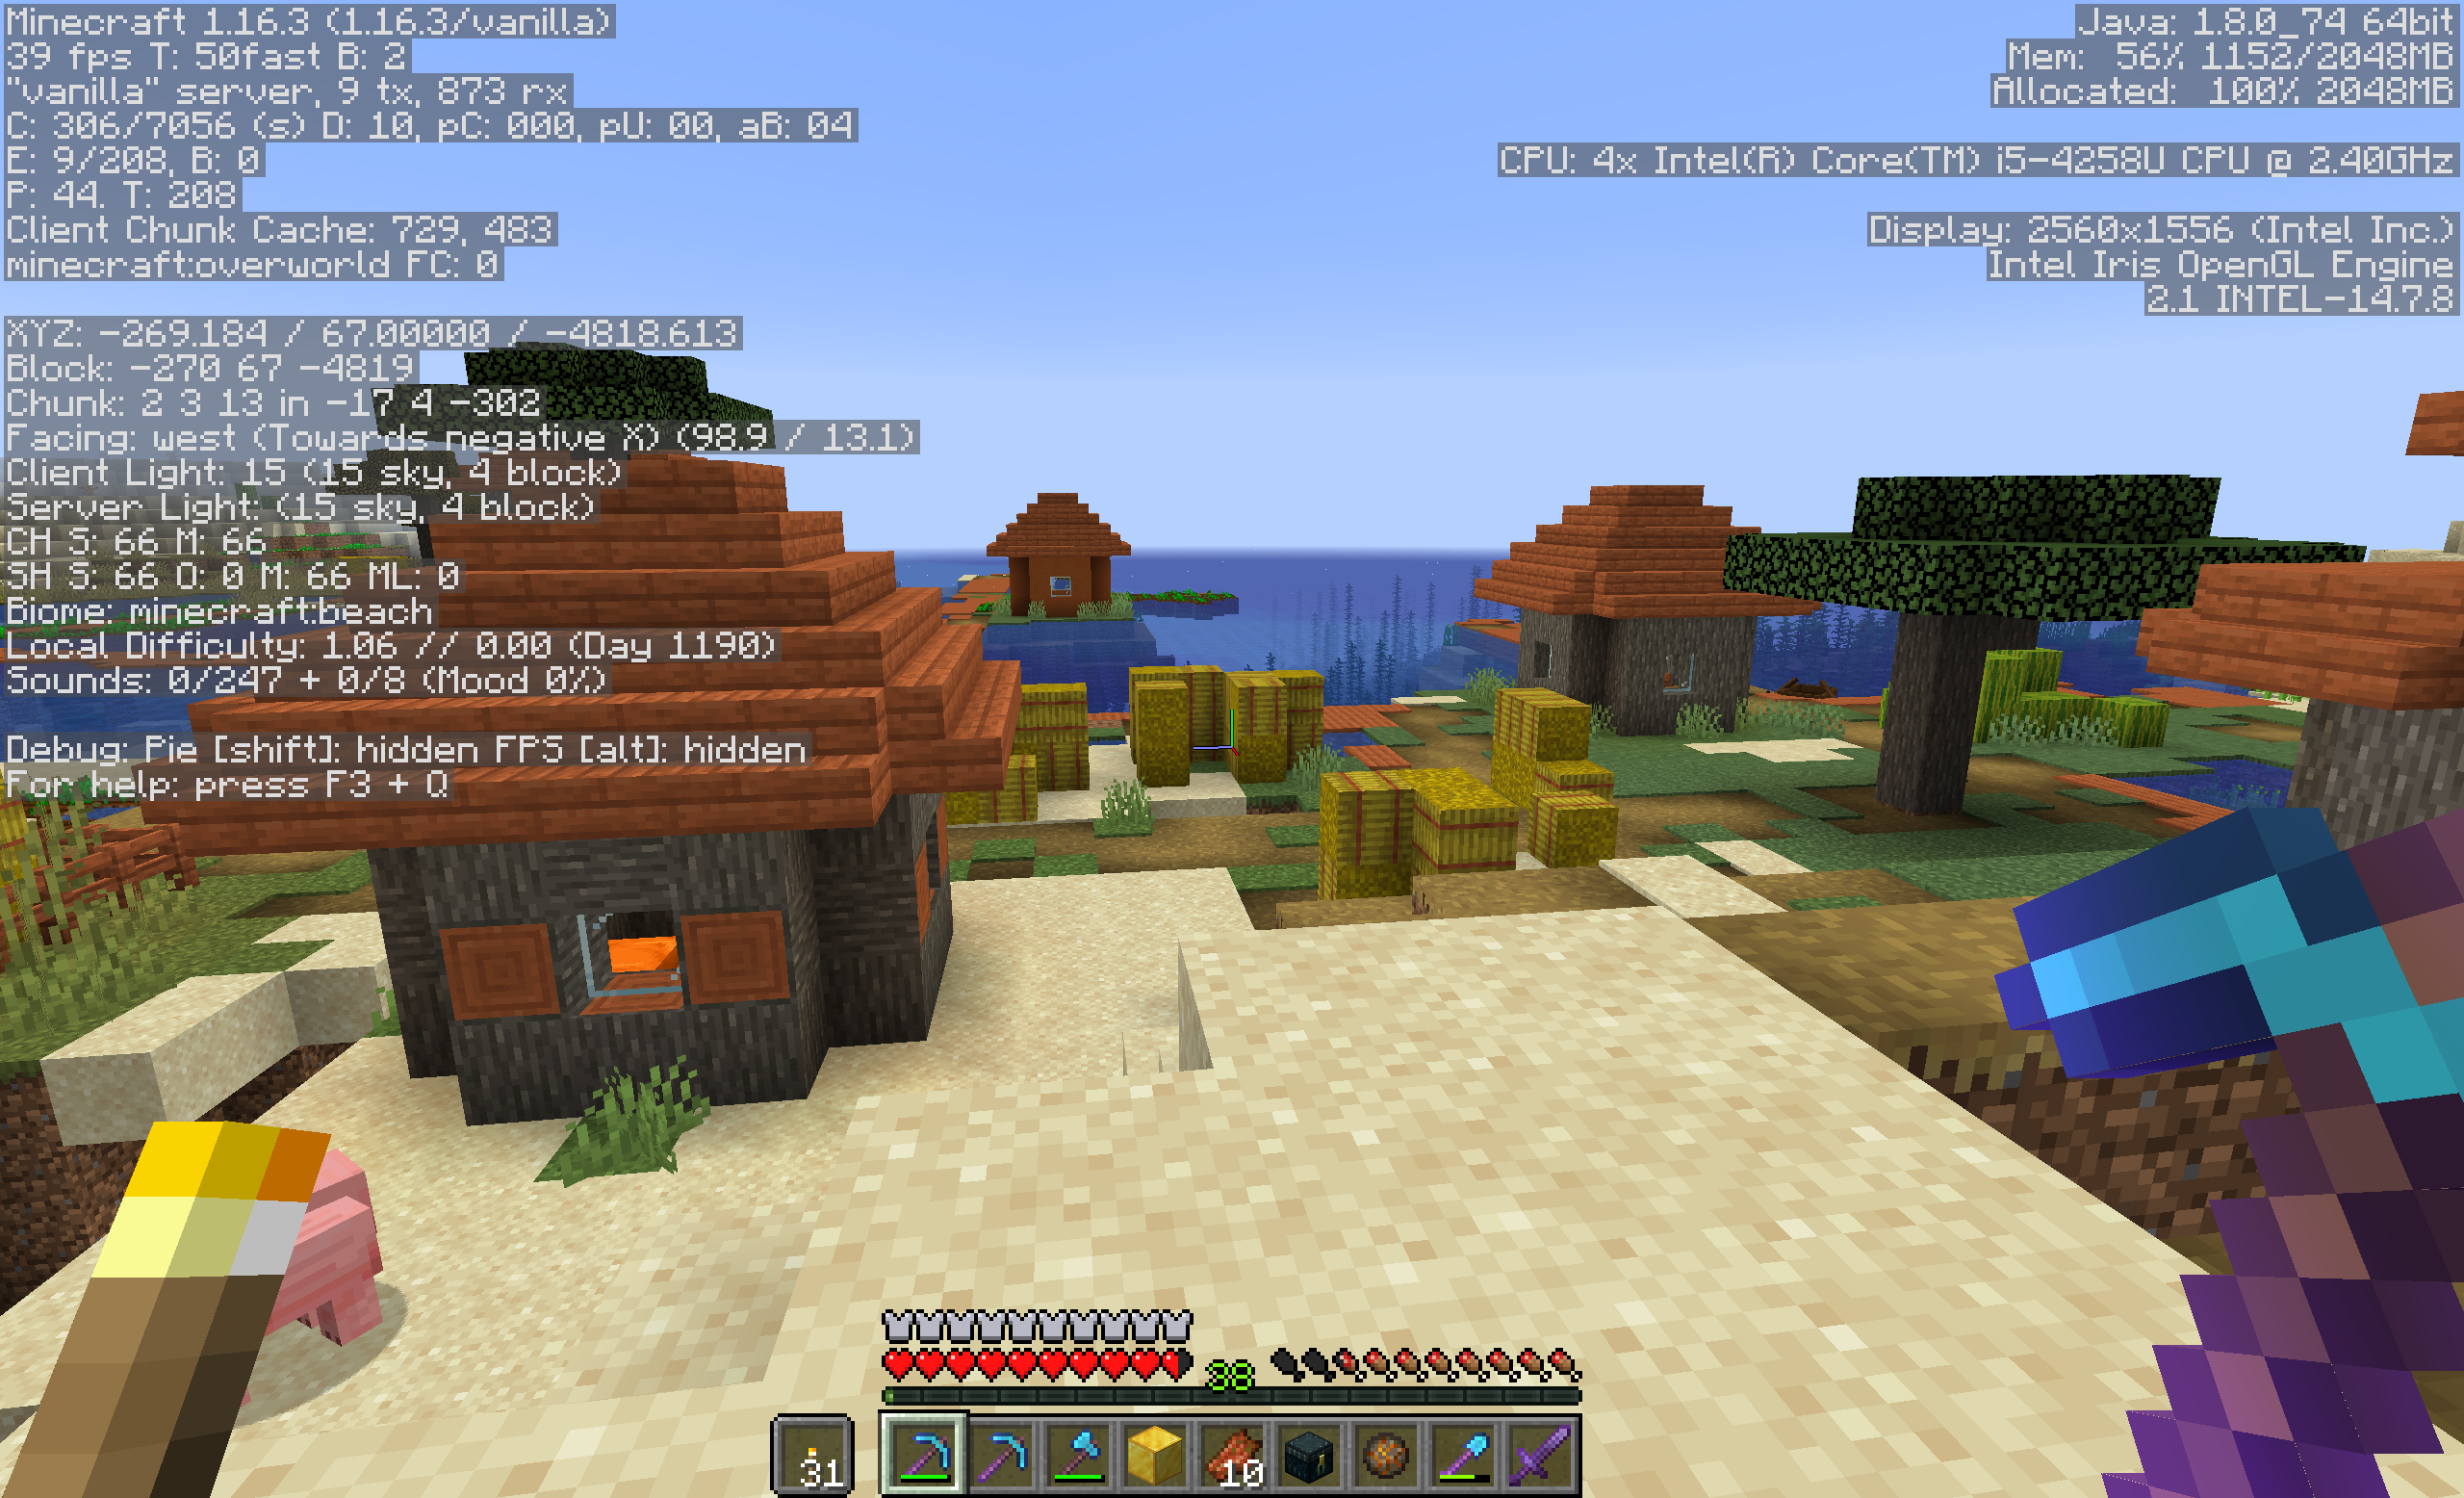 Minecraft 1.16.3 (1.16.3/vanilla)
39 fps T: 50fast B: 2
"vanilla" server, 9 tx, 873 rx
C: 306/7056 (s) D: 10, pC: 000, pU: 00, aB: 04
E: 9/208, B: 0
P: 44. T: 208
Client Chunk Cache: 729, 483
minecraft:overworld FC: 0
XYZ: -269.184 / 67.00000 / -4818.613
Block: -270 67 -4819
Chunk: 2 3 13 in -17 4 -302
Facing: west (Towards negative X) (98.9 / 13.1)
Client Light: 15 (15 sky, 4 block)
Server Light: (15 sky, 4 block)
CH S: 66 M: 66
SH S: 66 O: 0 M: 66 ML: 0
Biome: minecraft:beach
Local Difficulty: 1.06 // 0.00 (Day 1190)
Sounds: 0/247 + 0/8 (Mood 0%)
Debug: Pie [shift]: hidden FPS [alt]: hidden
For help: press F3 + Q
Java: 1.8.0_74 64bit
Mem: 56% 1152/2048MB
Allocated: 100% 2048MB
CPU: 4x Intel(R) Core(TM) i5-4258U CPU @ 2.40GHz
Display: 2560x1556 (Intel Inc.)
Intel Iris OpenGL Engine
2.1 INTEL-14.7.8
38
31
10